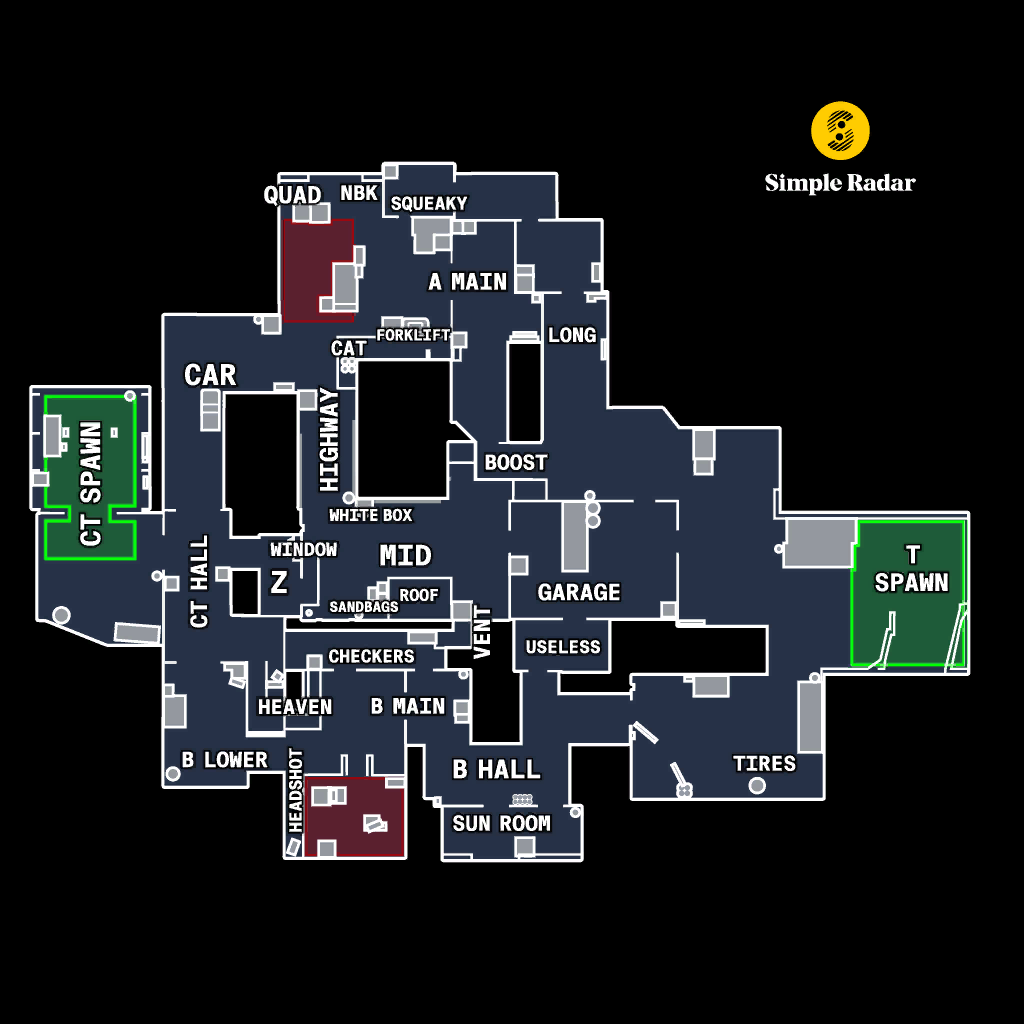 Simple Radar
QUAD
NBK
SQUEAKY
A MAIN
FORKLIFT
CAT
LONG
CAR
HIGHWAY
CT SPAWN
BOOST
WHITE BOX
WINDOW
MID
T
SPAWN
CT HALL
Z
ROOF
SANDBAGS
GARAGE
VENT
USELESS
CHECKERS
HEAVEN
B MAIN
B LOWER
HEADSHOT
B HALL
TIRES
SUN ROOM